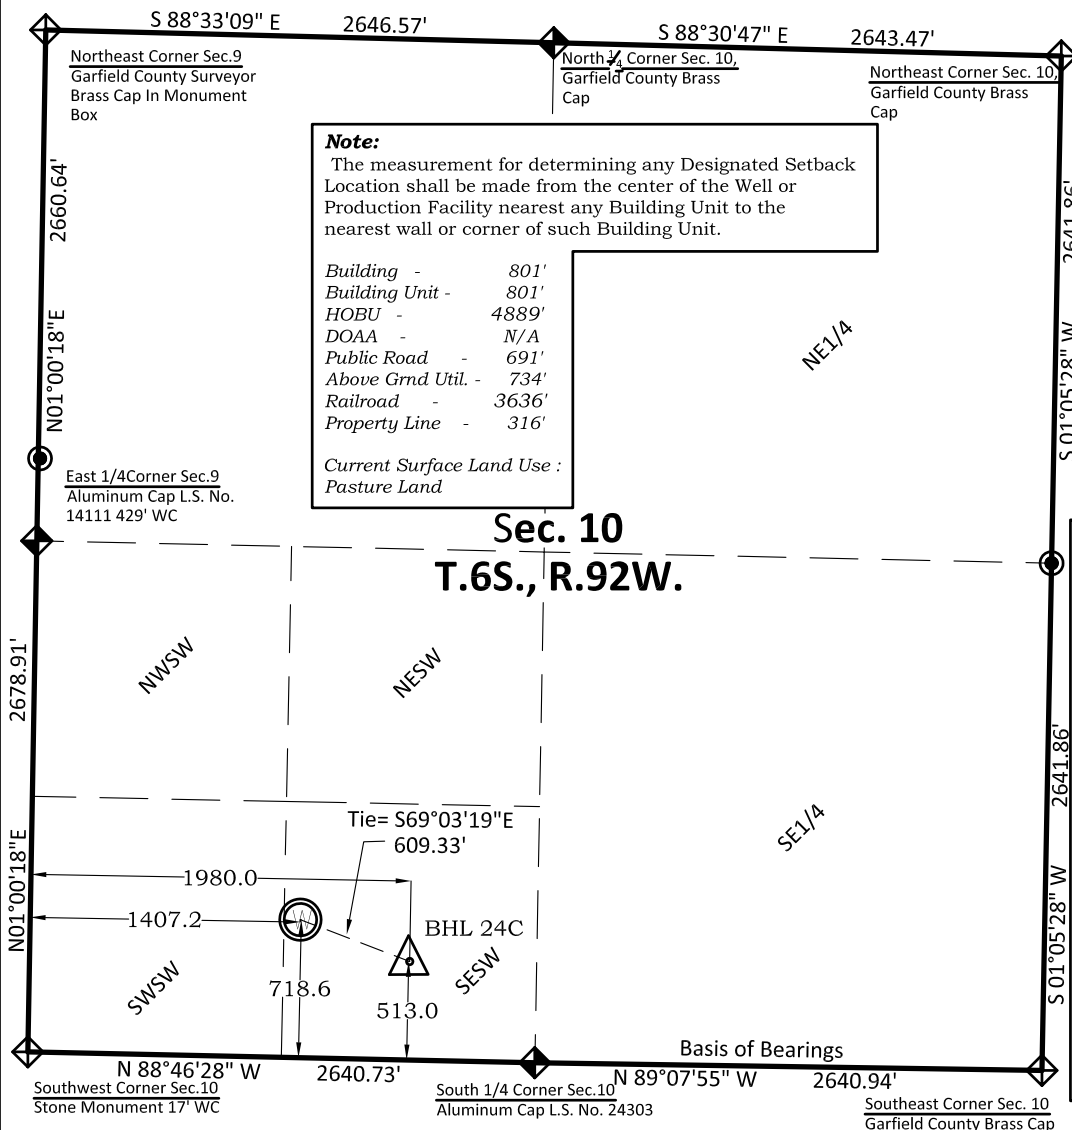 S 88°33'09" E 2646.57'
S 88°30'47" E 2643.47'
Northeast Corner Sec.9
Garfield County Surveyor
Brass Cap In Monument
Box
North 1/4 Corner Sec. 10,
Garfield County Brass
Cap
Northeast Corner Sec. 10,
Garfield County Brass
Cap
Note:
The measurement for determining any Designated Setback
Location shall be made from the center of the Well or
Production Facility nearest any Building Unit to the
nearest wall or corner of such Building Unit.
Building - 801'
Building Unit - 801'
HOBU - 4889'
DOAA - N/A
Public Road - 691'
Above Grnd Util. - 734'
Railroad - 3636'
Property Line - 316'
Current Surface Land Use :
Pasture Land
2660.64'
N01°00'18"E
2641.86'
S 01°05'28" W
NE1/4
East 1/4Corner Sec.9
Aluminum Cap L.S. No.
14111 429' WC
Sec. 10
T.6S., R.92W.
2678.91'
N01°00'18"E
NWSW
NESW
2641.86'
S 01°05'28" W
SE1/4
Tie= S69°03'19"E
609.33'
1980.0
1407.2
W
BHL 24C
718.6
513.0
SWSW
SESW
N 88°46'28" W 2640.73'
Basis of Bearings
N 89°07'55" W 2640.94'
Southwest Corner Sec.10
Stone Monument 17' WC
South 1/4 Corner Sec.10
Aluminum Cap L.S. No. 24303
Southeast Corner Sec. 10
Garfield County Brass Cap